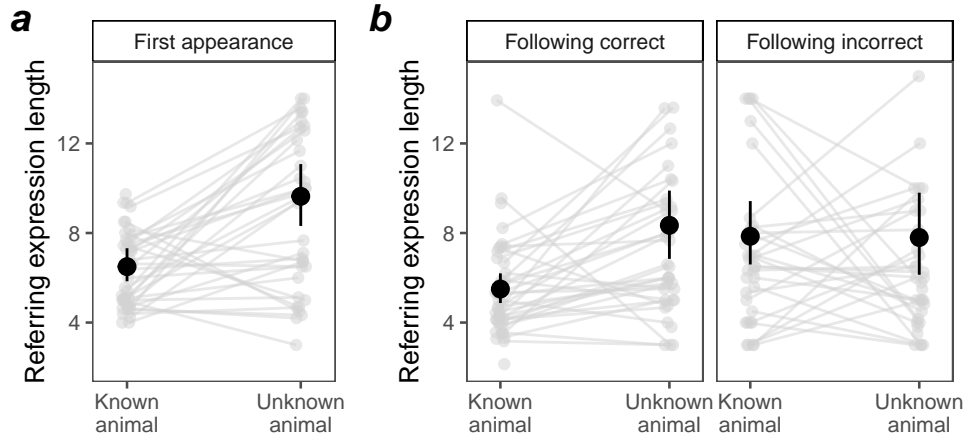 a
First appearance
Referring expression length
12
8
4
Known
animal
Unknown
animal
b
Following correct
Following incorrect
Referring expression length
12
8
4
Known
animal
Unknown
animal
Known
animal
Unknown
animal